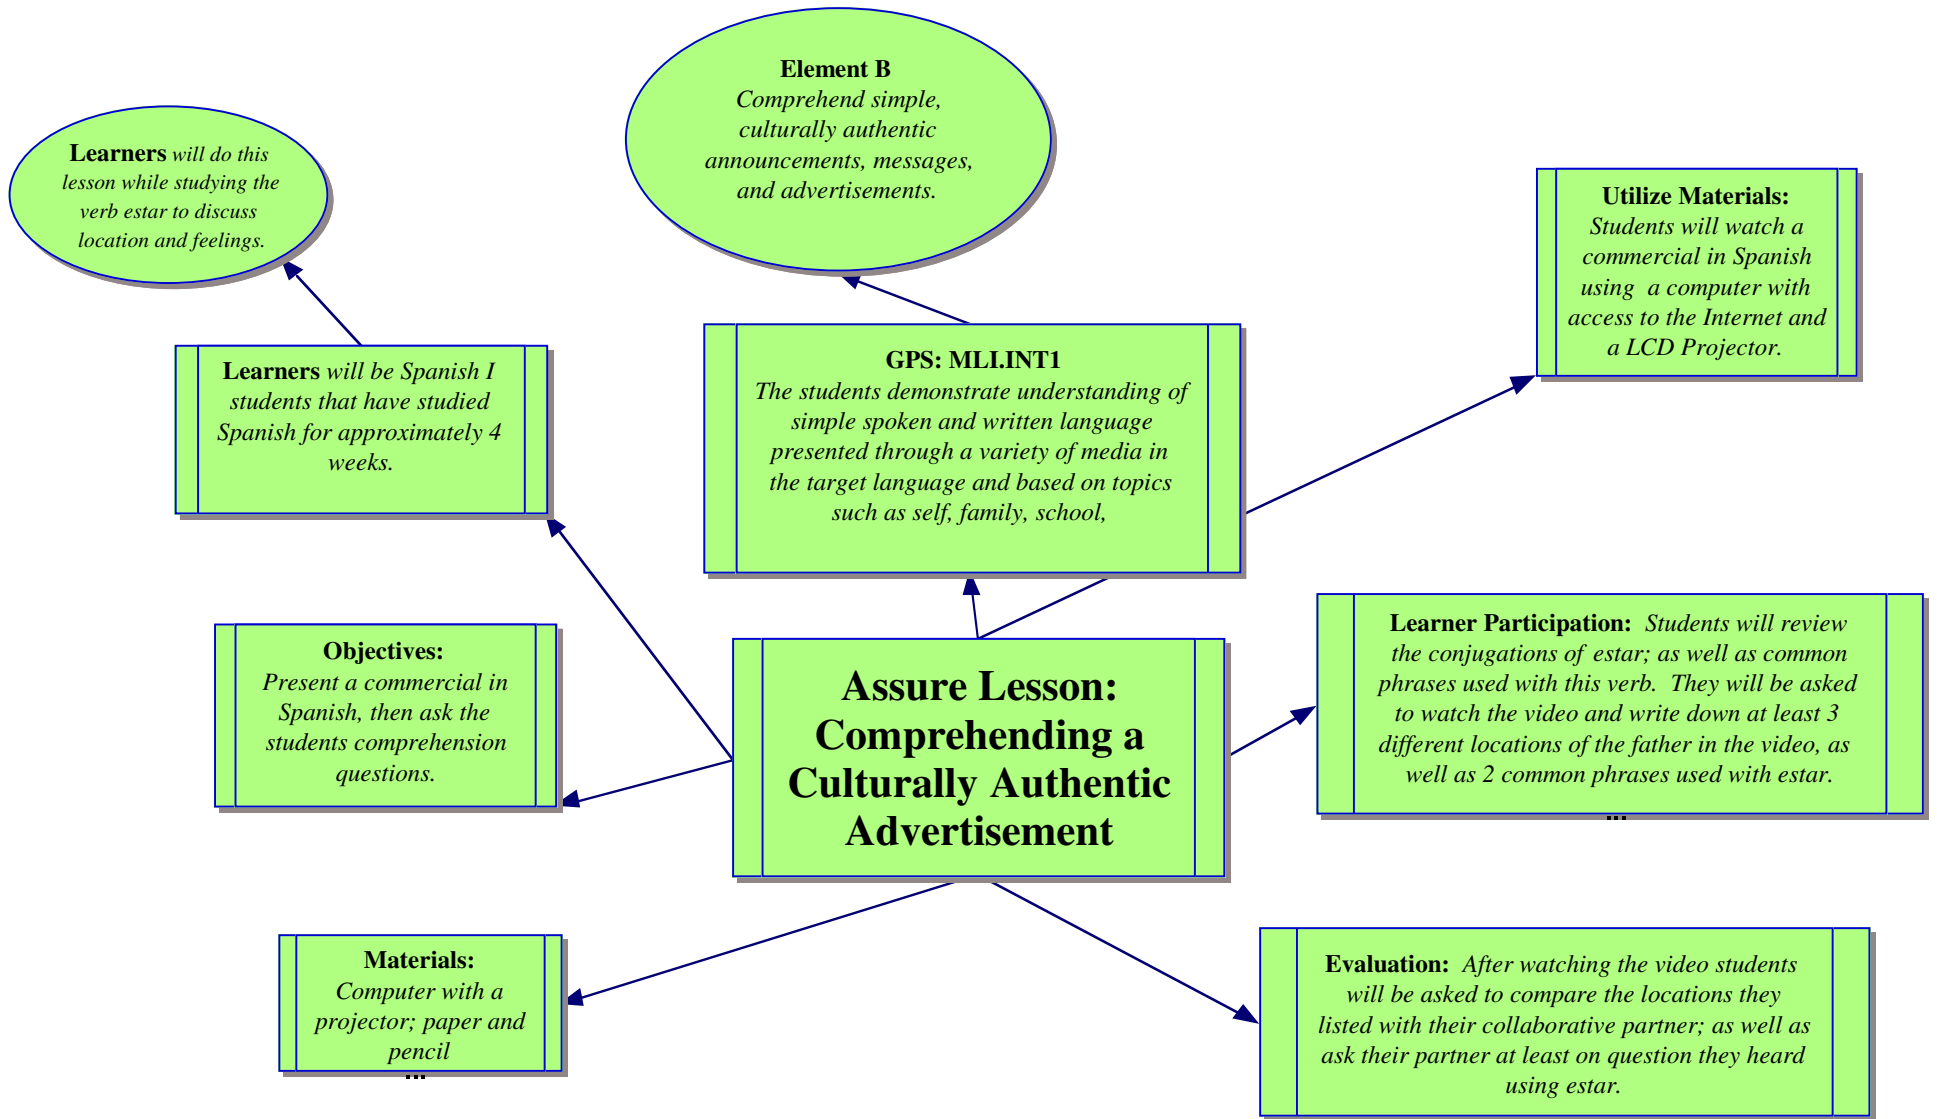 Element B
Comprehend simple,
culturally authentic
announcements, messages,
and advertisements.
Learners will do this
lesson while studying the
verb estar to discuss
location and feelings.
Utilize Materials:
Students will watch a
commercial in Spanish
using  a computer with
access to the Internet and
a LCD Projector.
Learners will be Spanish I
students that have studied
Spanish for approximately 4
weeks.
GPS: MLI.INT1
The students demonstrate understanding of
simple spoken and written language
presented through a variety of media in
the target language and based on topics
such as self, family, school,
Objectives:
Present a commercial in
Spanish, then ask the
students comprehension
questions.
Assure Lesson:
Comprehending a
Culturally Authentic
Advertisement
Learner Participation:  Students will review
the conjugations of estar; as well as common
phrases used with this verb.  They will be asked
to watch the video and write down at least 3
different locations of the father in the video, as
well as 2 common phrases used with estar.
...
Materials:
Computer with a
projector; paper and
pencil
...
Evaluation:  After watching the video students
will be asked to compare the locations they
listed with their collaborative partner; as well as
ask their partner at least on question they heard
using estar.